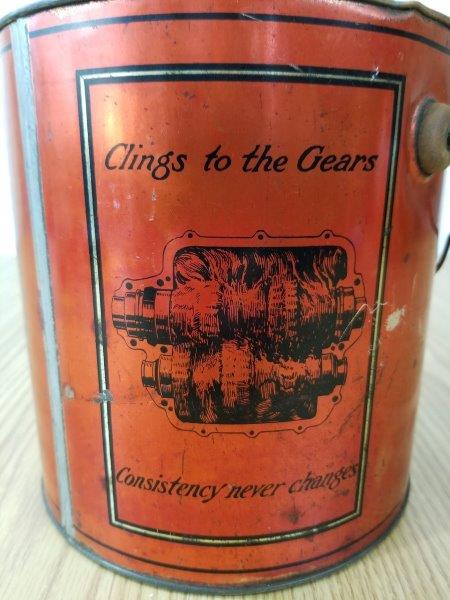 Clings to the Gears
Consistency never changes